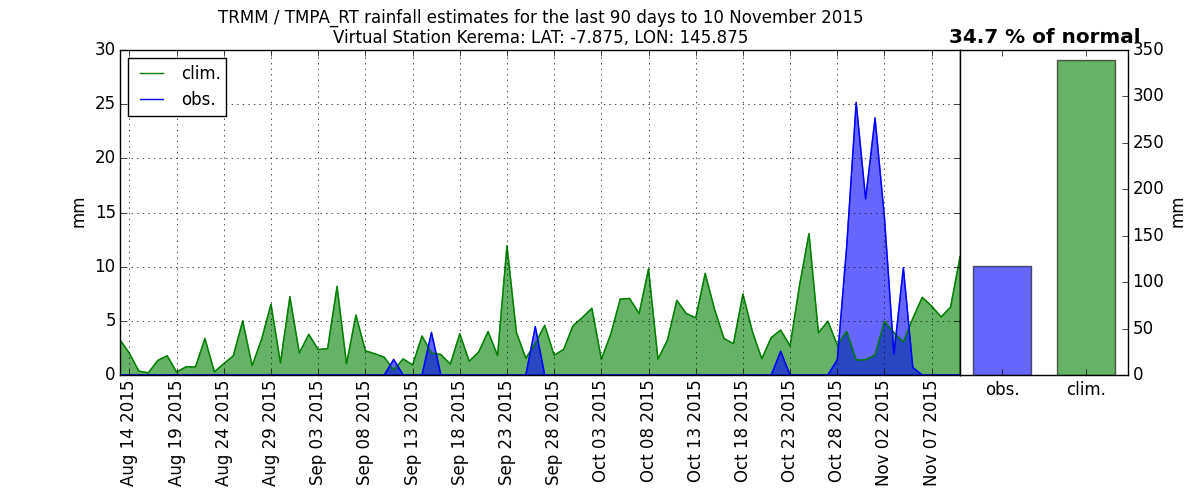 TRMM / TMPA_RT rainfall estimates for the last 90 days to 10 November 2015
Virtual Station Kerema: LAT: -7.875, LON: 145.875
34.7 % of normal
clim.
obs.
mm
30
25
20
15
10
5
0
Aug 14 2015
Aug 19 2015
Aug 24 2015
Aug 29 2015
Sep 03 2015
Sep 08 2015
Sep 13 2015
Sep 18 2015
Sep 23 2015
Sep 28 2015
Oct 03 2015
Oct 08 2015
Oct 13 2015
Oct 18 2015
Oct 23 2015
Oct 28 2015
Nov 02 2015
Nov 07 2015
350
300
250
200
150
100
50
0
mm
obs.
clim.